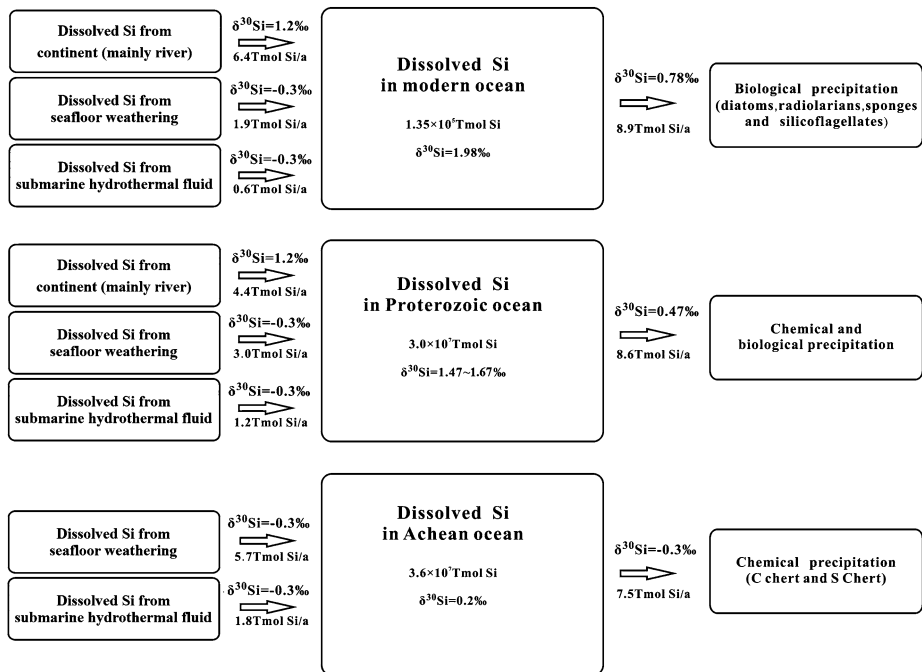 Dissolved Si from
continent (mainly river)
δ³⁰Si=1.2‰
6.4Tmol Si/a
Dissolved Si from
seafloor weathering
δ³⁰Si=-0.3‰
1.9Tmol Si/a
Dissolved Si from
submarine hydrothermal fluid
δ³⁰Si=-0.3‰
0.6Tmol Si/a
Dissolved Si
in modern ocean
δ³⁰Si=1.98‰
δ³⁰Si=0.78‰
8.9Tmol Si/a
Biological precipitation
(diatoms,radiolarians,sponges
and silicoflagellates)
Dissolved Si from
continent (mainly river)
δ³⁰Si=1.2‰
4.4Tmol Si/a
Dissolved Si from
seafloor weathering
δ³⁰Si=-0.3‰
3.0Tmol Si/a
Dissolved Si from
submarine hydrothermal fluid
δ³⁰Si=-0.3‰
1.2Tmol Si/a
Dissolved Si
in Proterozoic ocean
3.0×10⁷Tmol Si
δ³⁰Si=1.47~1.67‰
δ³⁰Si=0.47‰
8.6Tmol Si/a
Chemical and
biological precipitation
Dissolved Si from
seafloor weathering
δ³⁰Si=-0.3‰
5.7Tmol Si/a
Dissolved Si from
submarine hydrothermal fluid
δ³⁰Si=-0.3‰
1.8Tmol Si/a
Dissolved Si
in Achean ocean
3.6×10⁷Tmol Si
δ³⁰Si=0.2‰
δ³⁰Si=-0.3‰
7.5Tmol Si/a
Chemical precipitation
(C chert and S Chert)